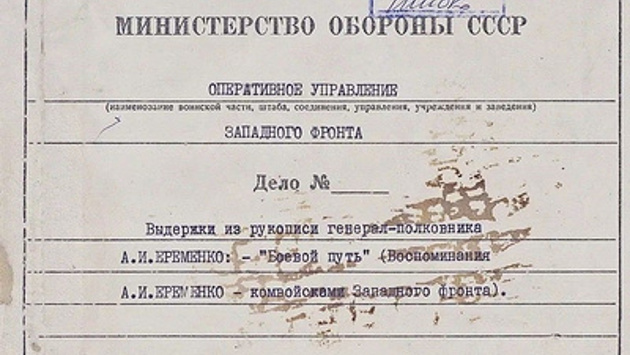 МИНИСТЕРСТВО ОБОРОНЫ СССР
ОПЕРАТИВНОЕ УПРАВЛЕНИЕ
(наименование воинской части, штаба, соединения, управления, учреждения и заведения)
ЗАПАДНОГО ФРОНТА
Дело №
Выдержки из рукописи генерал-полковника
А.И.ЕРЕМЕНКО: - "Боевой путь" (Воспоминания
А.И.ЕРЕМЕНКО - комвойсками Западного фронта).